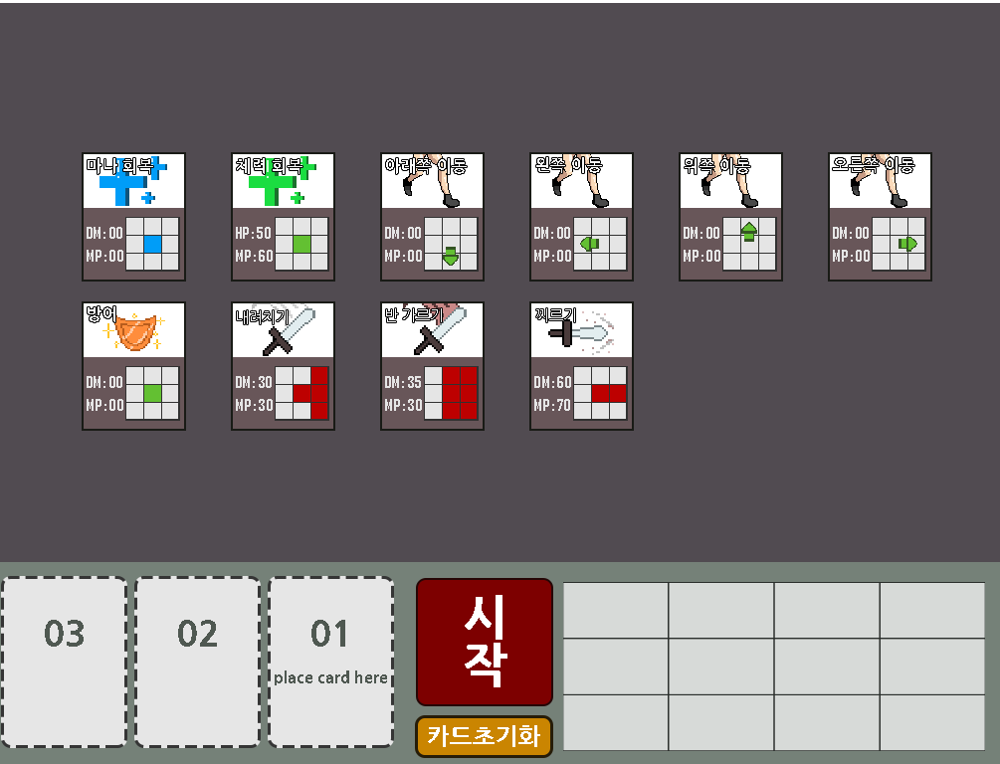 마나 회복
DM:00
MP:00
체력 회복
HP:50
MP:60
아래쪽 이동
DM:00
MP:00
왼쪽 이동
DM:00
MP:00
위쪽 이동
DM:00
MP:00
오른쪽 이동
DM:00
MP:00
방어
DM:00
MP:00
내려치기
DM:30
MP:30
반 가르기
DM:35
MP:30
찌르기
DM:60
MP:70
03
02
01
place card here
시
작
카드초기화